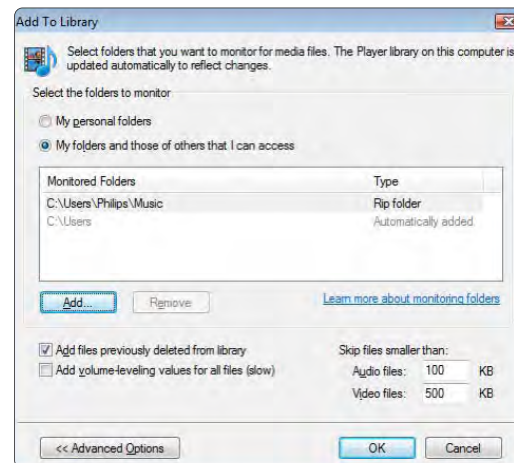 Add To Library
Select folders that you want to monitor for media files. The Player library on this computer is
updated automatically to reflect changes.
Select the folders to monitor
My personal folders
My folders and those of others that I can access
Monitored Folders Type
C:\Users\Philips\Music Rip folder
C:\Users Automatically added
Add... Remove Learn more about monitoring folders
Add files previously deleted from library Skip files smaller than:
Add volume-leveling values for all files (slow) Audio files: 100 KB
Video files: 500 KB
<< Advanced Options OK Cancel